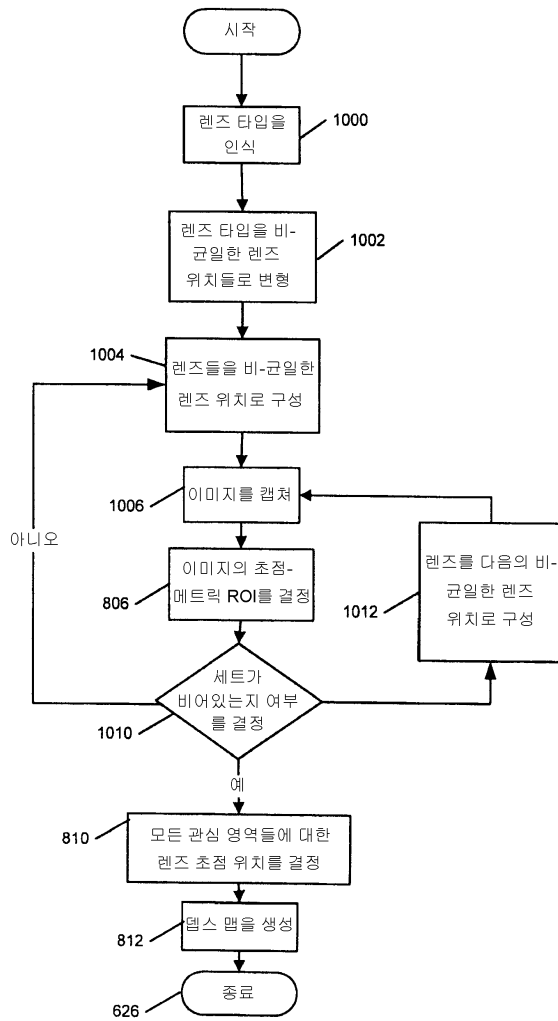 시작
렌즈 타입을
인식
1000
렌즈 타입을 비-
균일한 렌즈
위치들로 변형
1002
1004
렌즈들을 비-균일한
렌즈 위치로 구성
이미지를 캡쳐
1006
아니오
이미지의 초점-
메트릭 ROI를 결정
806
렌즈를 다음의 비-
균일한 렌즈
위치로 구성
1012
세트가
비어있는지 여부
를 결정
1010
예
810
모든 관심 영역들에 대한
렌즈 초점 위치를 결정
뎁스 맵을 생성
812
종료
626